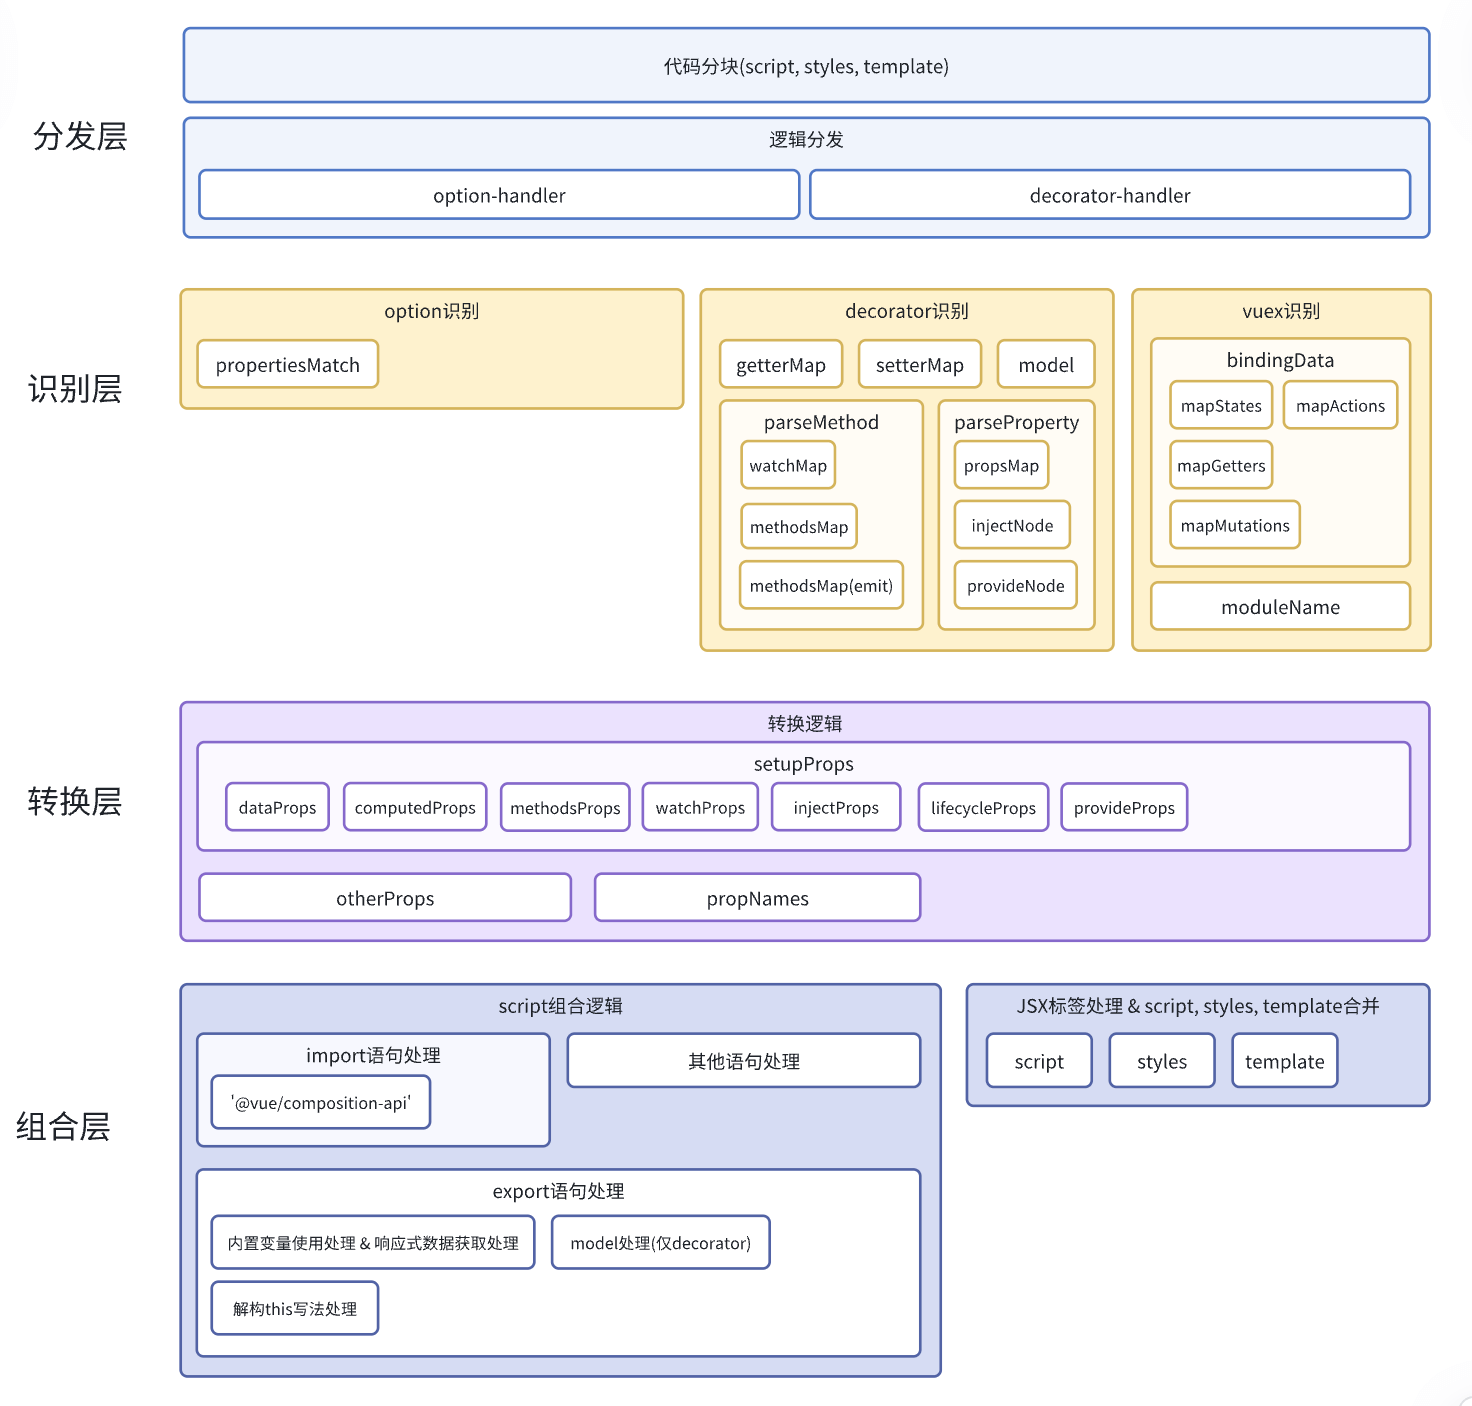 分发层
代码分块(script, styles, template)
逻辑分发
option-handler
decorator-handler
识别层
option识别
propertiesMatch
decorator识别
getterMap
setterMap
model
parseMethod
watchMap
methodsMap
methodsMap(emit)
parseProperty
propsMap
injectNode
provideNode
vuex识别
bindingData
mapStates
mapActions
mapGetters
mapMutations
moduleName
转换层
转换逻辑
setupProps
dataProps
computedProps
methodsProps
watchProps
injectProps
lifecycleProps
provideProps
otherProps
propNames
组合层
script组合逻辑
import语句处理
'@vue/composition-api'
其他语句处理
export语句处理
内置变量使用处理 & 响应式数据获取处理
model处理(仅decorator)
解构this写法处理
JSX标签处理 & script, styles, template合并
script
styles
template